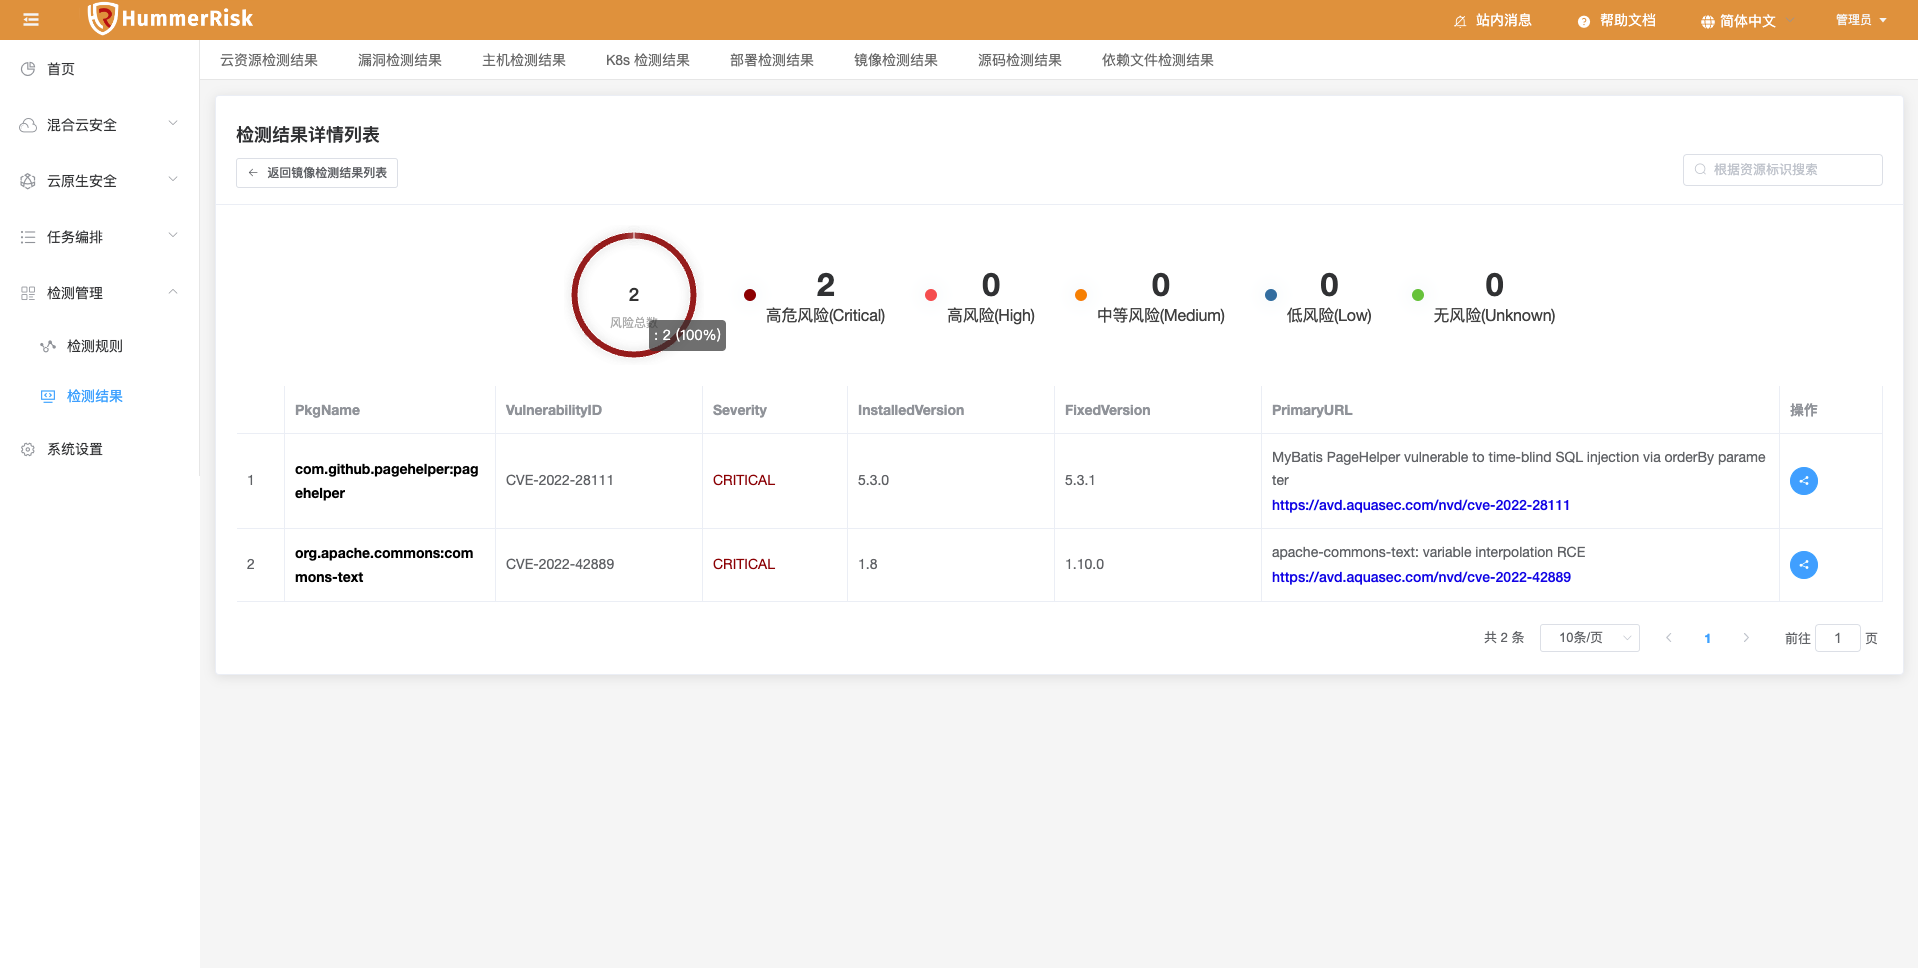 HummerRisk
站内消息
帮助文档
简体中文
管理员
首页
混合云安全
云原生安全
任务编排
检测管理
检测规则
检测结果
系统设置
云资源检测结果
漏洞检测结果
主机检测结果
K8s 检测结果
部署检测结果
镜像检测结果
源码检测结果
依赖文件检测结果
检测结果详情列表
返回镜像检测结果列表
根据资源标识搜索
2
风险总数
: 2 (100%)
2
高危风险(Critical)
0
高风险(High)
0
中等风险(Medium)
0
低风险(Low)
0
无风险(Unknown)
PkgName VulnerabilityID Severity InstalledVersion FixedVersion PrimaryURL 操作
1
com.github.pagehelper:pag
ehelper
CVE-2022-28111
CRITICAL
5.3.0
5.3.1
MyBatis PageHelper vulnerable to time-blind SQL injection via orderBy parame
ter
https://avd.aquasec.com/nvd/cve-2022-28111
2
org.apache.commons:com
mons-text
CVE-2022-42889
CRITICAL
1.8
1.10.0
apache-commons-text: variable interpolation RCE
https://avd.aquasec.com/nvd/cve-2022-42889
共 2 条
10条/页
1
前往 1 页